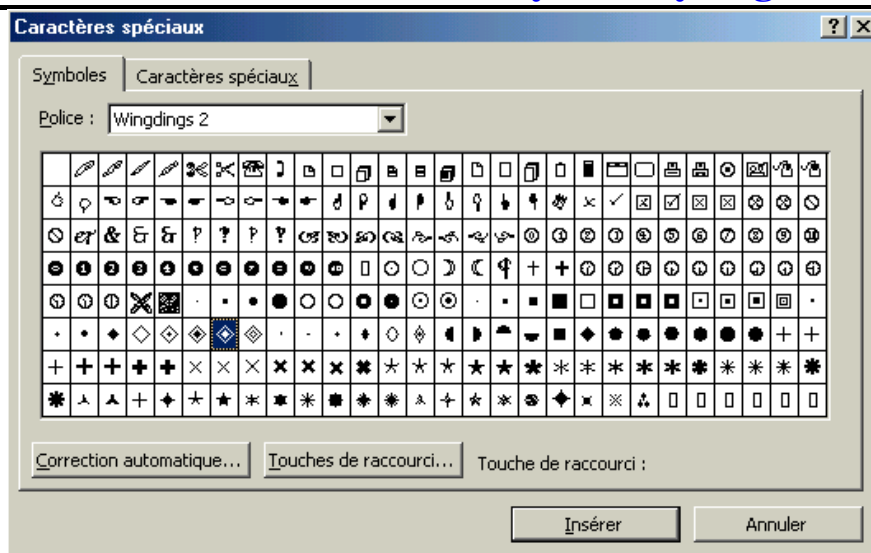 Caractères spéciaux
Symboles Caractères spéciaux
Police : Wingdings 2
Correction automatique... Touches de raccourci... Touche de raccourci :
Insérer Annuler